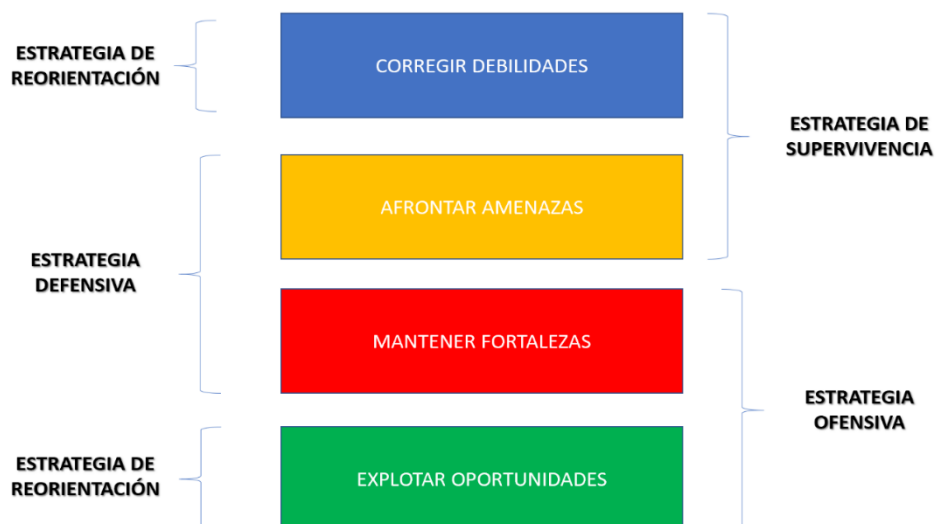 ESTRATEGIA DE
REORIENTACIÓN
CORREGIR DEBILIDADES
ESTRATEGIA DE
SUPERVIVENCIA
AFRONTAR AMENAZAS
ESTRATEGIA
DEFENSIVA
MANTENER FORTALEZAS
ESTRATEGIA
OFENSIVA
ESTRATEGIA DE
REORIENTACIÓN
EXPLOTAR OPORTUNIDADES